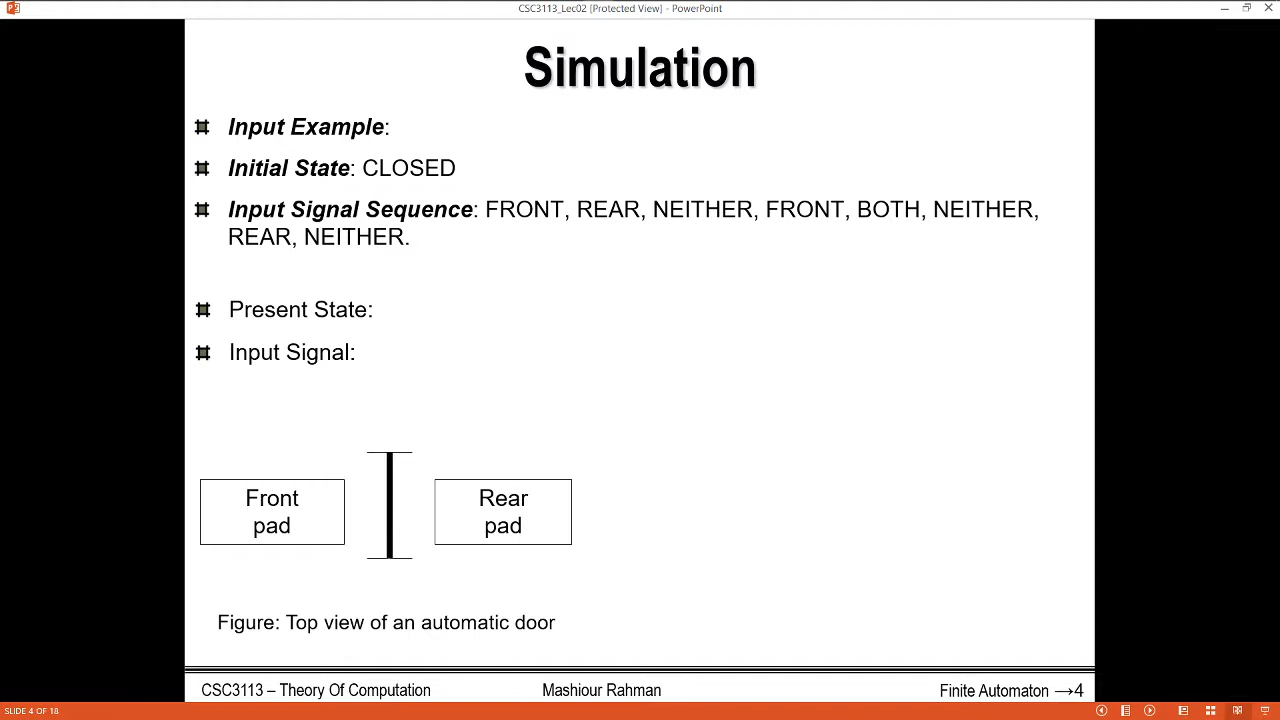 CSC3113_Lec02 [Protected View] - PowerPoint
Simulation
Input Example:
Initial State: CLOSED
Input Signal Sequence: FRONT, REAR, NEITHER, FRONT, BOTH, NEITHER,
REAR, NEITHER.
Present State:
Input Signal:
Front
pad
Rear
pad
Figure: Top view of an automatic door
CSC3113 – Theory Of Computation
Mashiour Rahman
Finite Automaton →4
SLIDE 4 OF 18